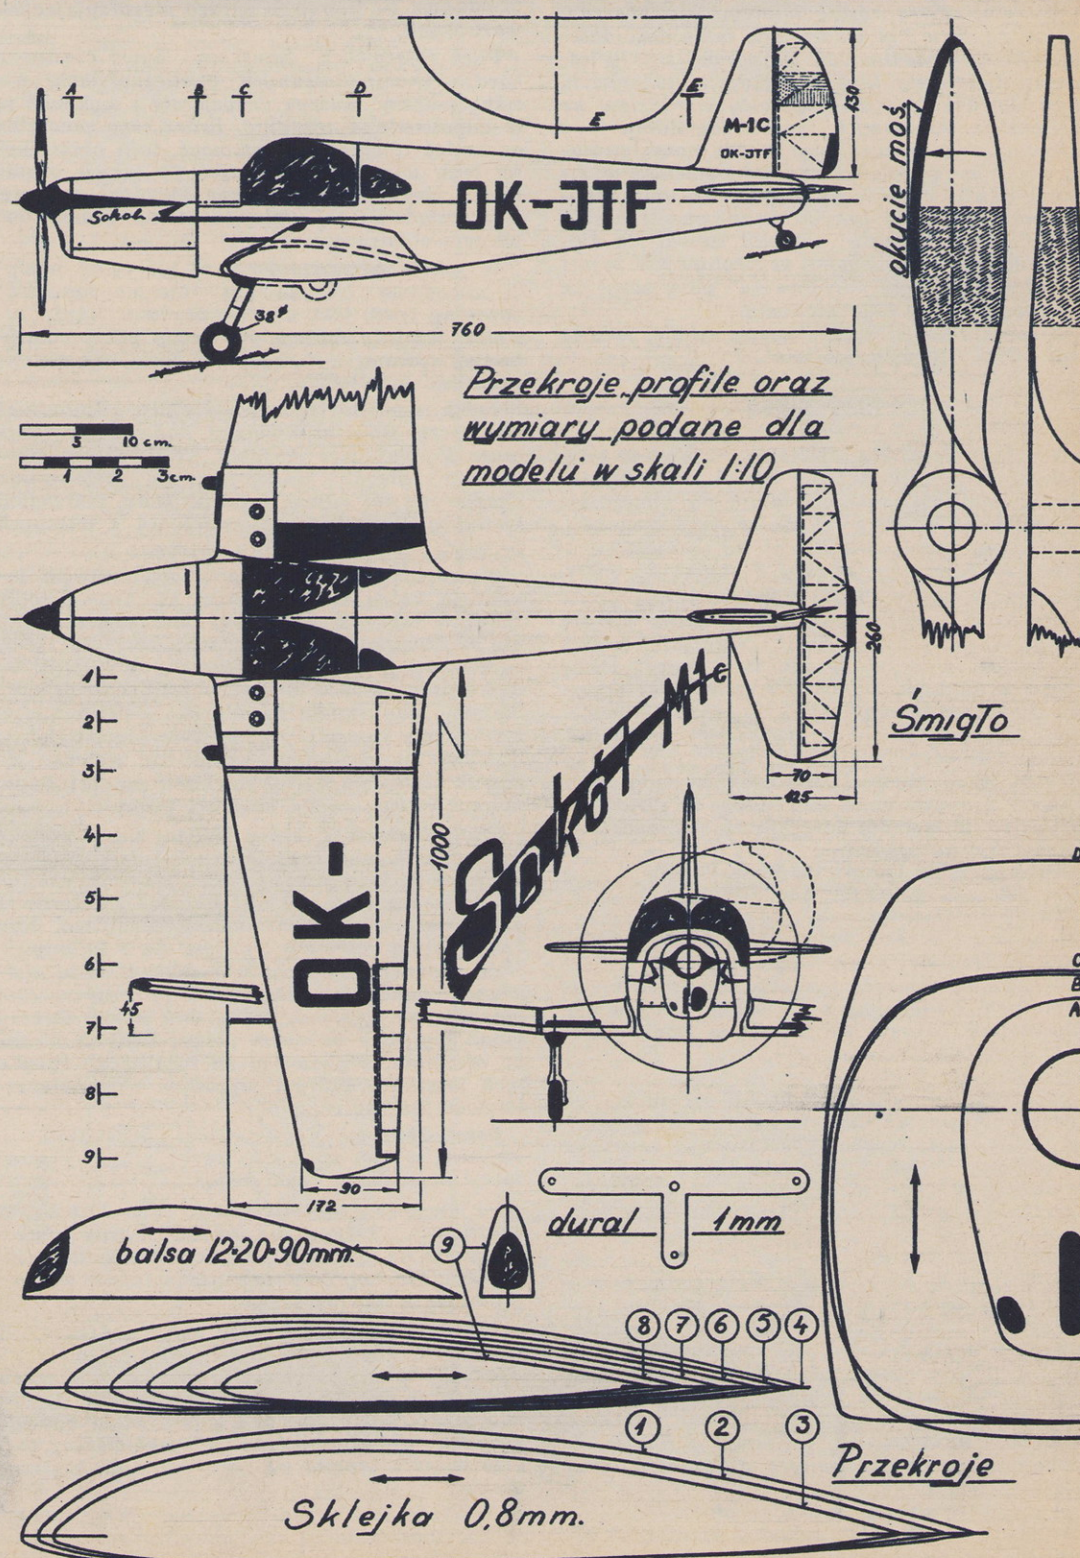 A B C D E
E
M-1C
OK-JTF
130
okucie moś.
Sokol
OK-JTF
38ø
760
Przekroje, profile oraz
wymiary podane dla
modelu w skali 1:10
5 10 cm.
1 2 3cm.
260
Śmigło
70
125
1
2
3
4
5
6
7
8
9
45
OK-
1000
Sokół M1c
90
172
D
C
B
A
balsa 12·20·90mm.
9
dural 1mm
8 7 6 5 4
1 2 3
Przekroje
Sklejka 0,8mm.